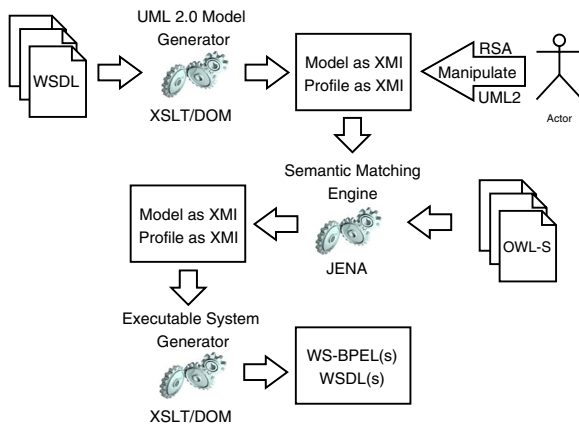 UML 2.0 Model
Generator
WSDL
XSLT/DOM
Model as XMI
Profile as XMI
RSA
Manipulate
UML2
Actor
Semantic Matching
Engine
JENA
OWL-S
Model as XMI
Profile as XMI
Executable System
Generator
XSLT/DOM
WS-BPEL(s)
WSDL(s)